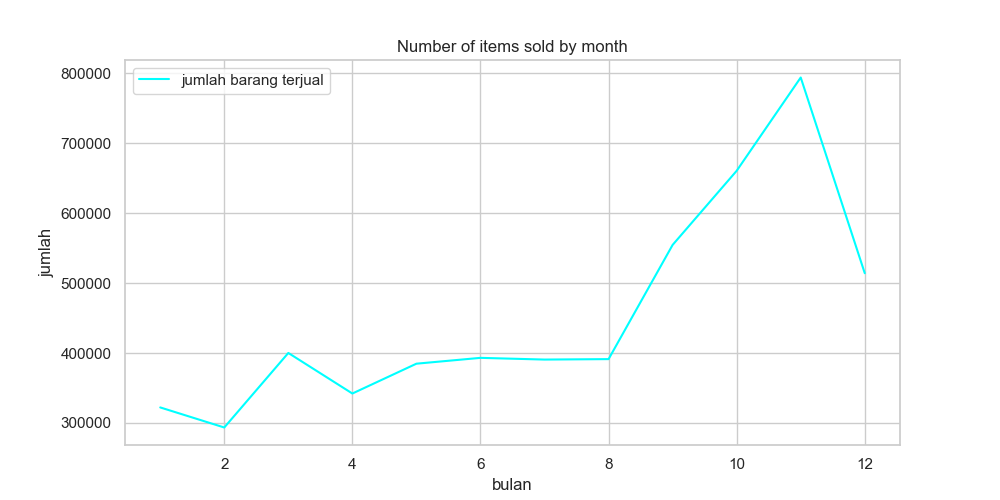 Number of items sold by month
jumlah barang terjual
jumlah
800000
700000
600000
500000
400000
300000
2 4 6 8 10 12
bulan